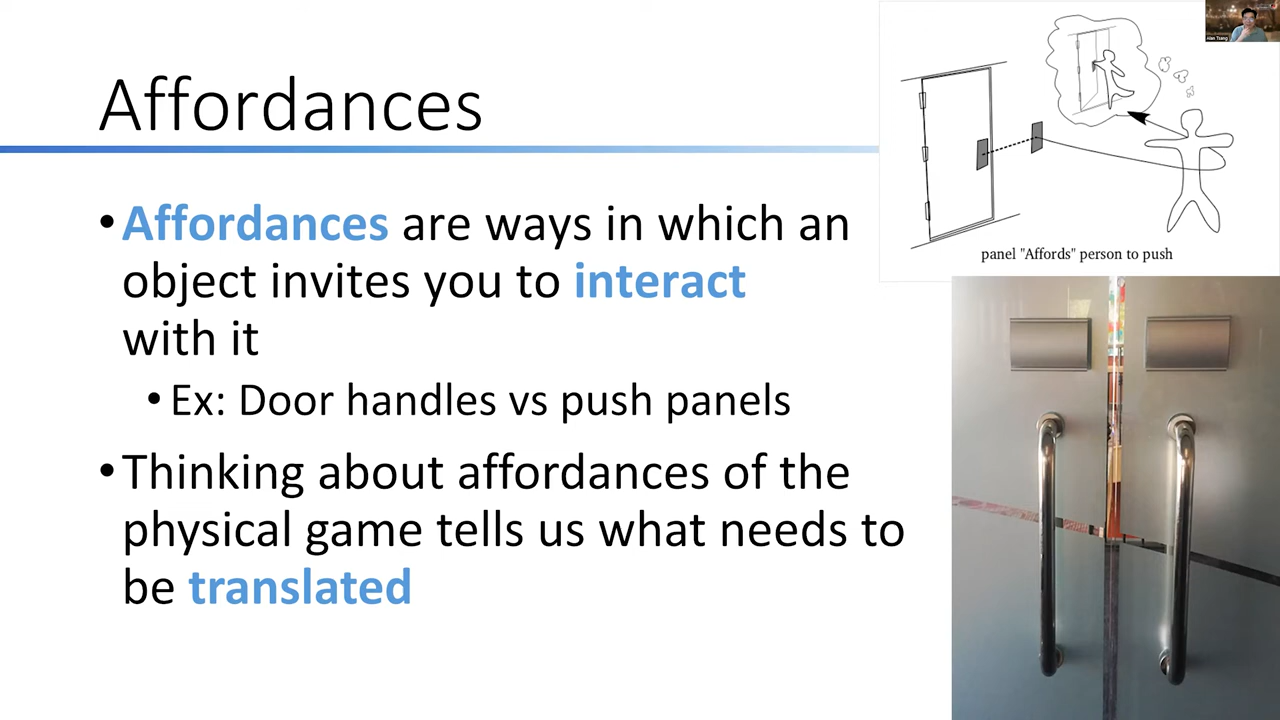 Affordances
• Affordances are ways in which an
object invites you to interact
with it
• Ex: Door handles vs push panels
• Thinking about affordances of the
physical game tells us what needs to
be translated
panel "Affords" person to push
Alan Tsang